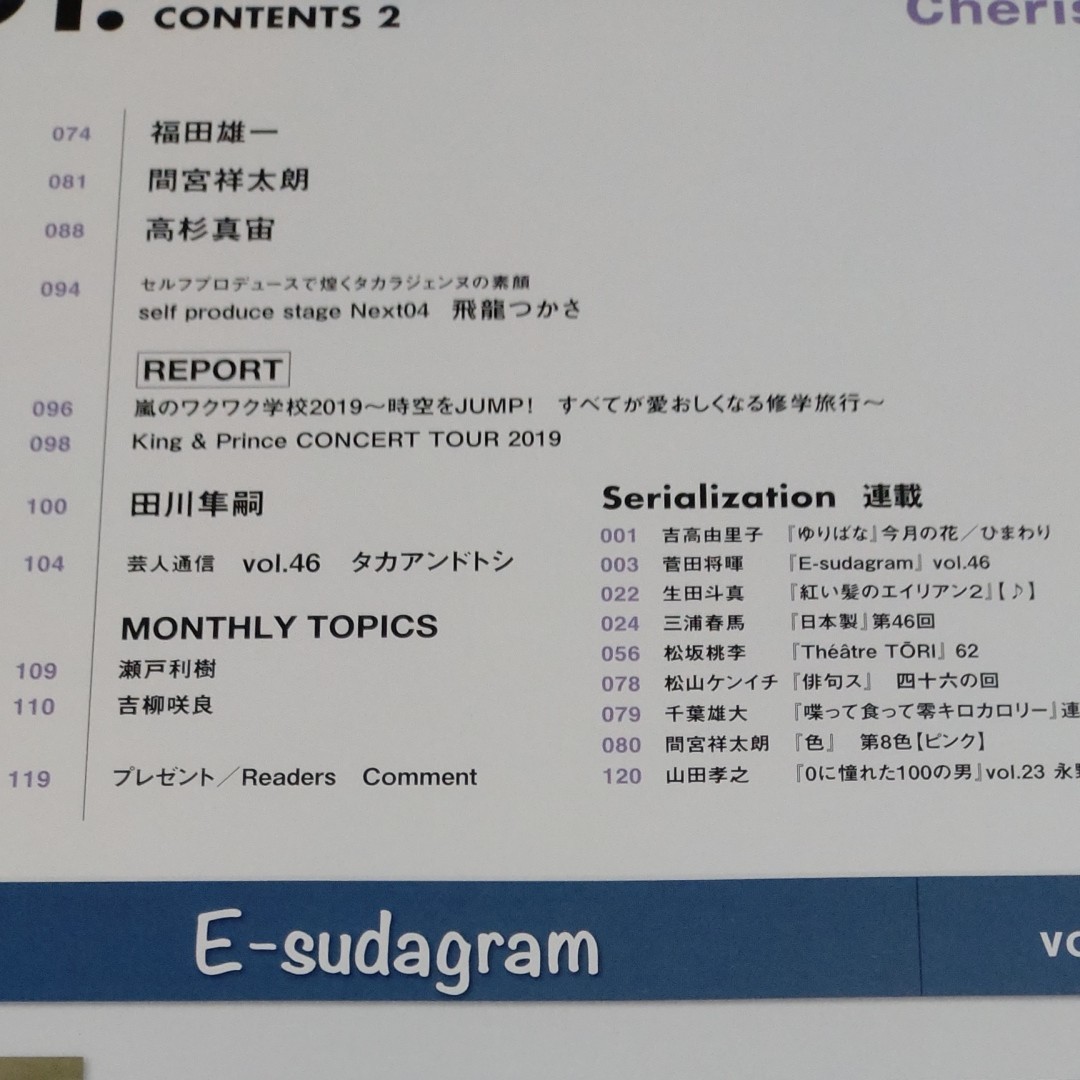 CONTENTS 2
074 福田雄一
081 間宮祥太朗
088 高杉真宙
094 セルフプロデュースで煌くタカラジェンヌの素顔
self produce stage Next04 飛龍つかさ
REPORT
096 嵐のワクワク学校2019〜時空をJUMP! すべてが愛おしくなる修学旅行〜
098 King & Prince CONCERT TOUR 2019
100 田川隼嗣
104 芸人通信 vol.46 タカアンドトシ
MONTHLY TOPICS
109 瀬戸利樹
110 吉柳咲良
119 プレゼント/Readers Comment
Serialization 連載
001 吉高由里子 『ゆりばな』今月の花/ひまわり
003 菅田将暉 『E-sudagram』vol.46
022 生田斗真 『紅い髪のエイリアン2』【♪】
024 三浦春馬 『日本製』第46回
056 松坂桃李 『Théâtre TŌRI』62
078 松山ケンイチ 『俳句ス』 四十六の回
079 千葉雄大 『喋って食って零キロカロリー』連
080 間宮祥太朗 『色』 第8色【ピンク】
120 山田孝之 『0に憧れた100の男』vol.23 永
E-sudagram